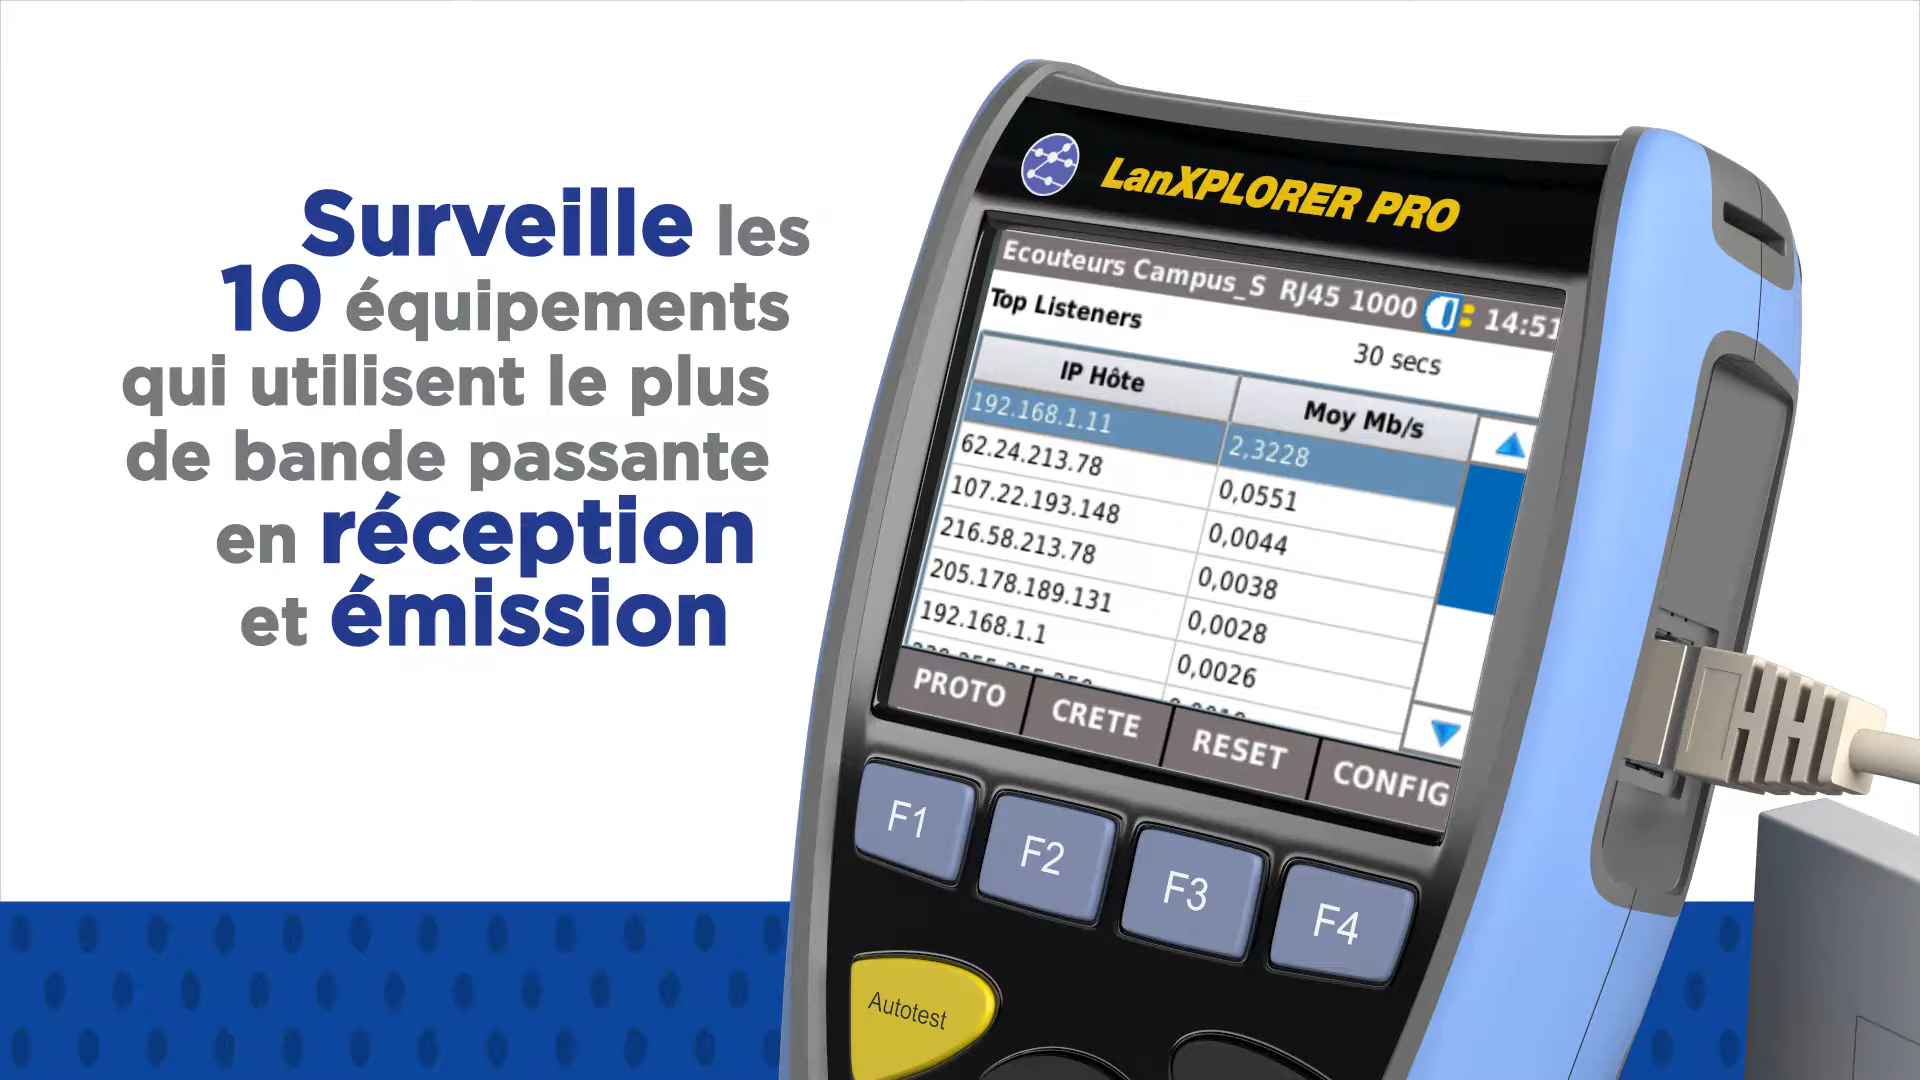 Surveille les
10 équipements
qui utilisent le plus
de bande passante
en réception
et émission
LanXPLORER PRO
Ecouteurs Campus_S RJ45 1000 14:51
Top Listeners
30 secs
IP Hôte Moy Mb/s
192.168.1.11 2,3228
62.24.213.78 0,0551
107.22.193.148 0,0044
216.58.213.78 0,0038
205.178.189.131 0,0028
192.168.1.1 0,0026
PROTO CRETE RESET CONFIG
F1 F2 F3 F4
Autotest